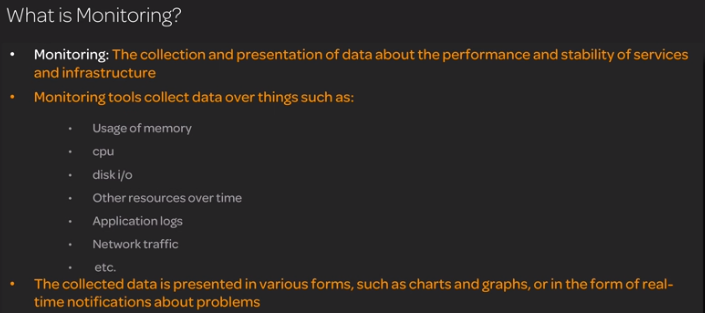 What is Monitoring?
• Monitoring: The collection and presentation of data about the performance and stability of services
and infrastructure
• Monitoring tools collect data over things such as:
• Usage of memory
• cpu
• disk i/o
• Other resources over time
• Application logs
• Network traffic
• etc.
• The collected data is presented in various forms, such as charts and graphs, or in the form of real-
time notifications about problems